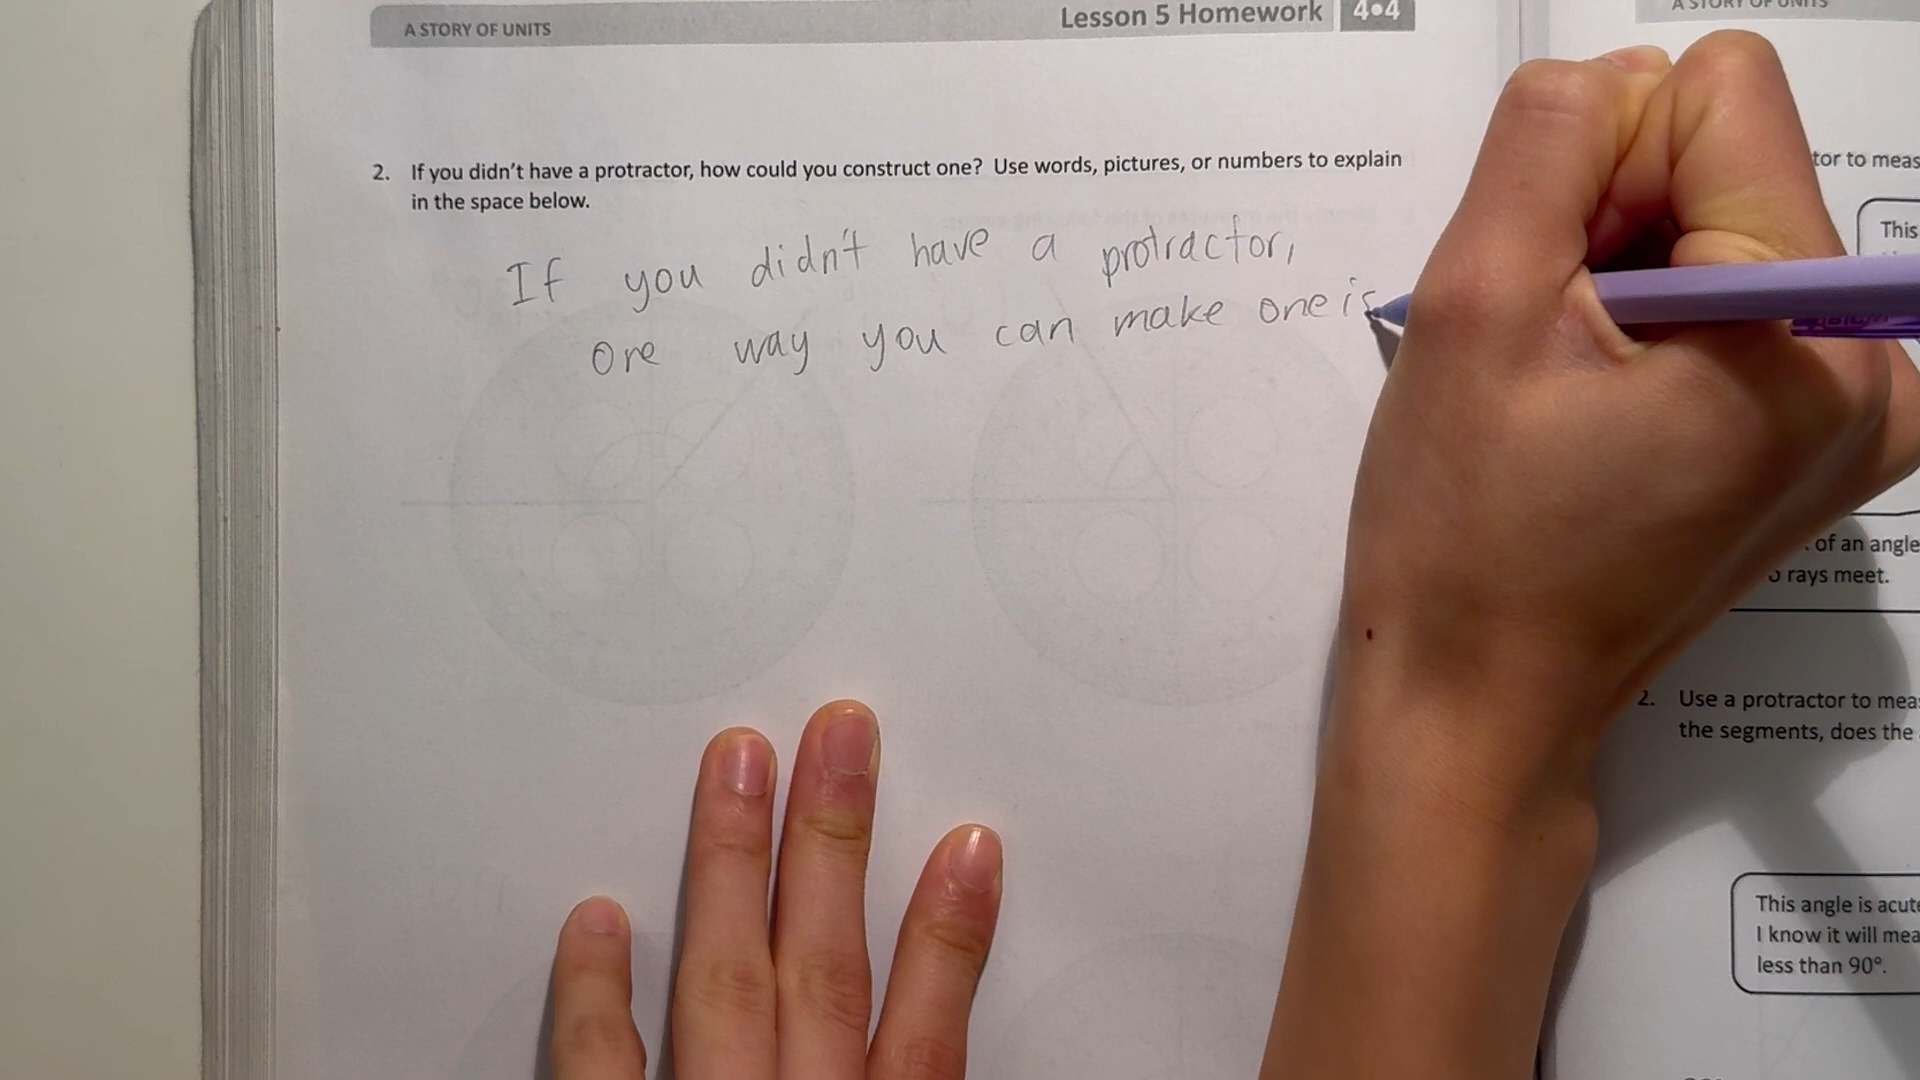 A STORY OF UNITS
Lesson 5 Homework 4•4
2. If you didn't have a protractor, how could you construct one? Use words, pictures, or numbers to explain
in the space below.
If you didn't have a protractor,
one way you can make one is
A STORY OF UNITS
tor to meas
This
of an angle
rays meet.
2. Use a protractor to mea
the segments, does the
This angle is acute
I know it will mea
less than 90°.